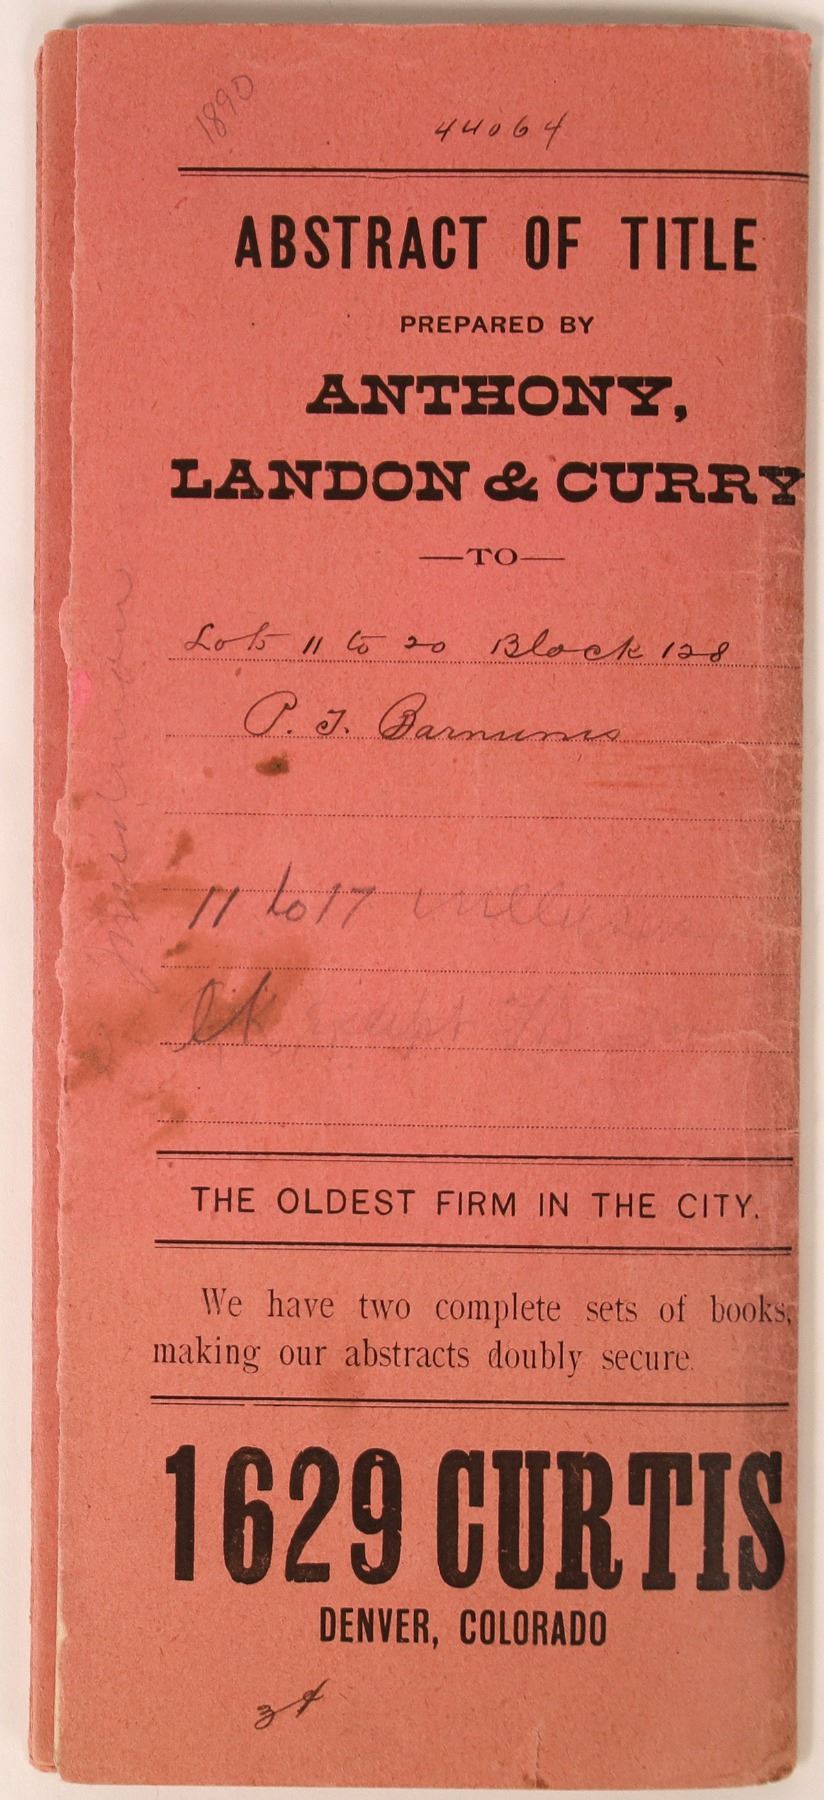 1890
44064
ABSTRACT OF TITLE
PREPARED BY
ANTHONY,
LANDON & CURRY
—TO—
Lots 11 to 20 Block 128
P. T. Barnums
11 to 17
THE OLDEST FIRM IN THE CITY.
We have two complete sets of books,
making our abstracts doubly secure.
1629 CURTIS
DENVER, COLORADO